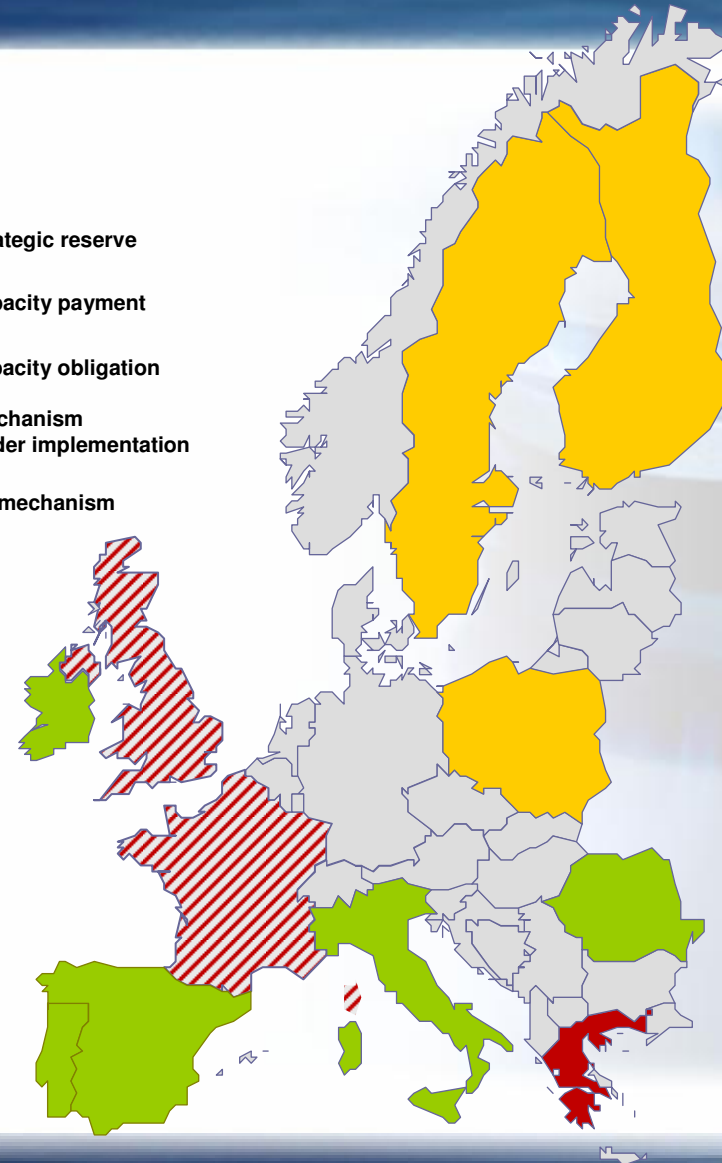 ategic reserve
pacity payment
pacity obligation
chanism
der implementation
mechanism